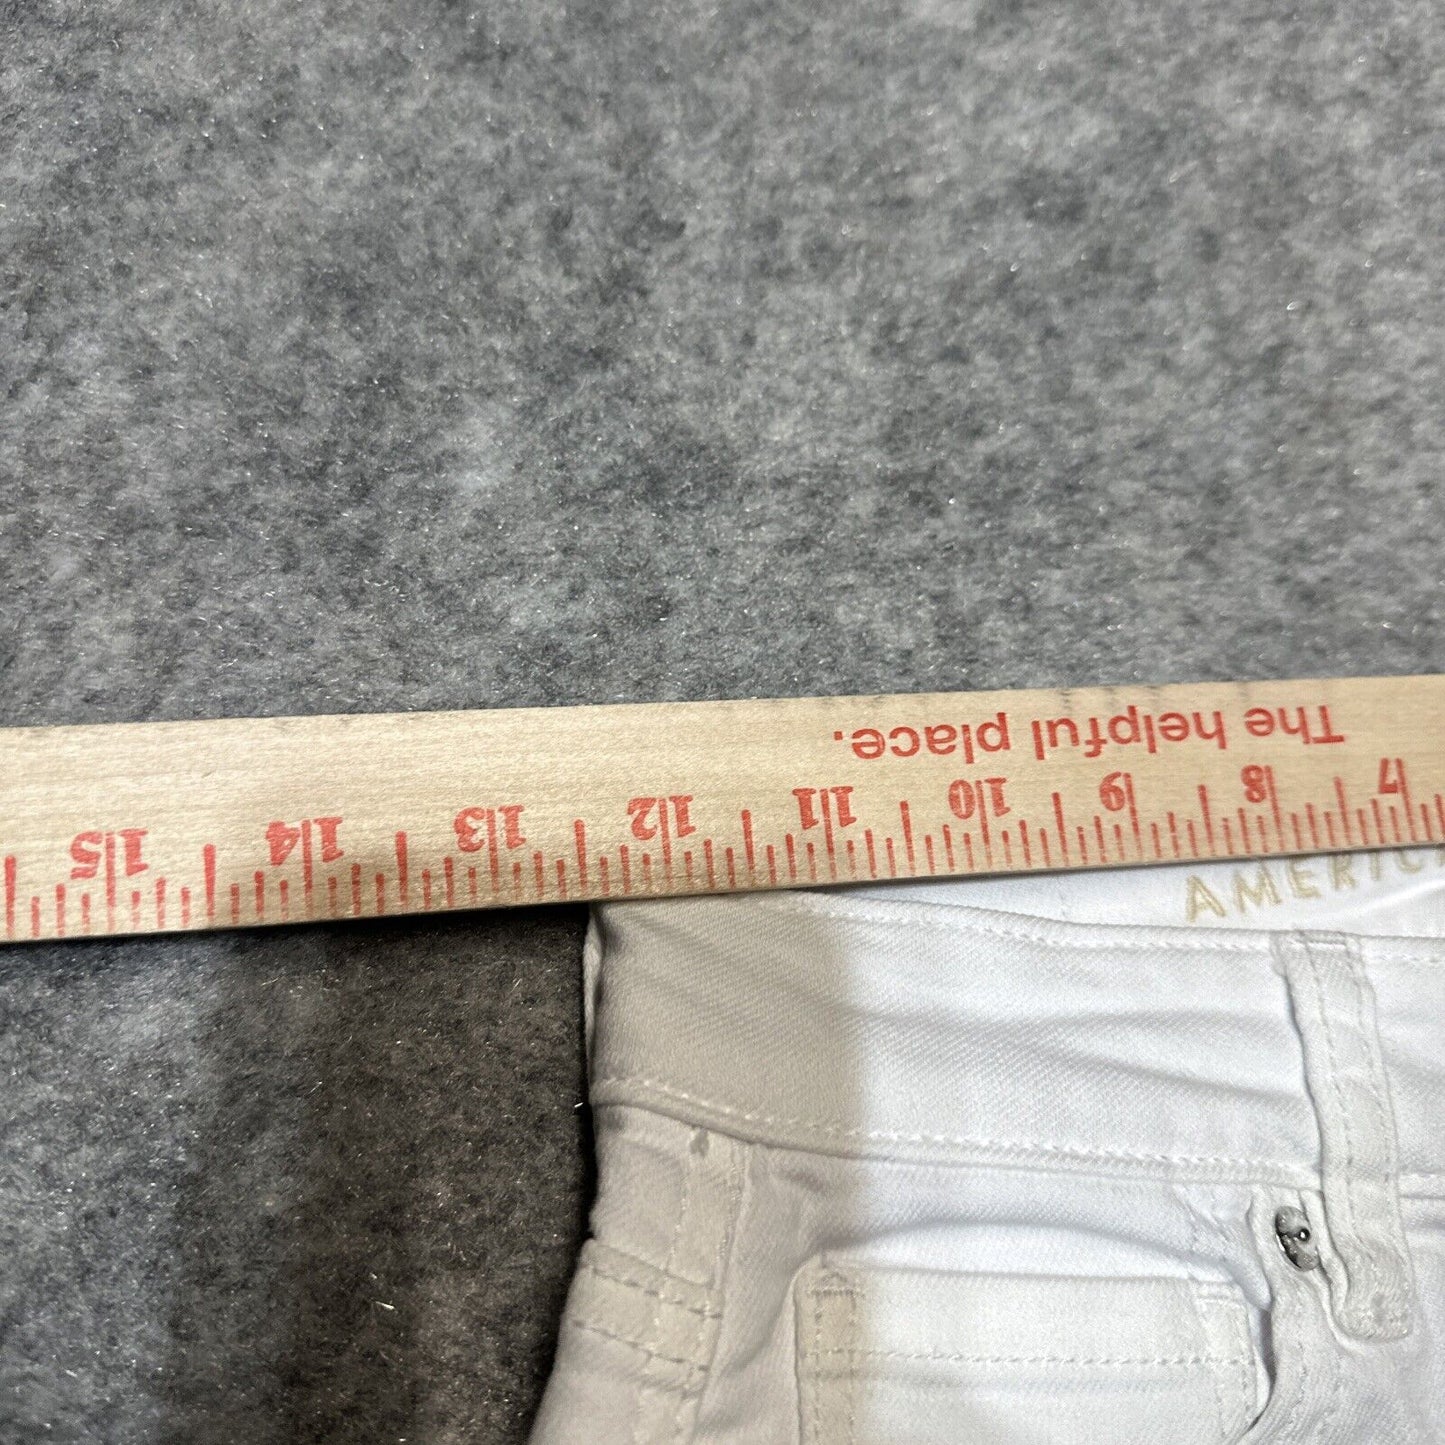 The helpful place.
7 8 9 10 11 12 13 14 15
AMERIC